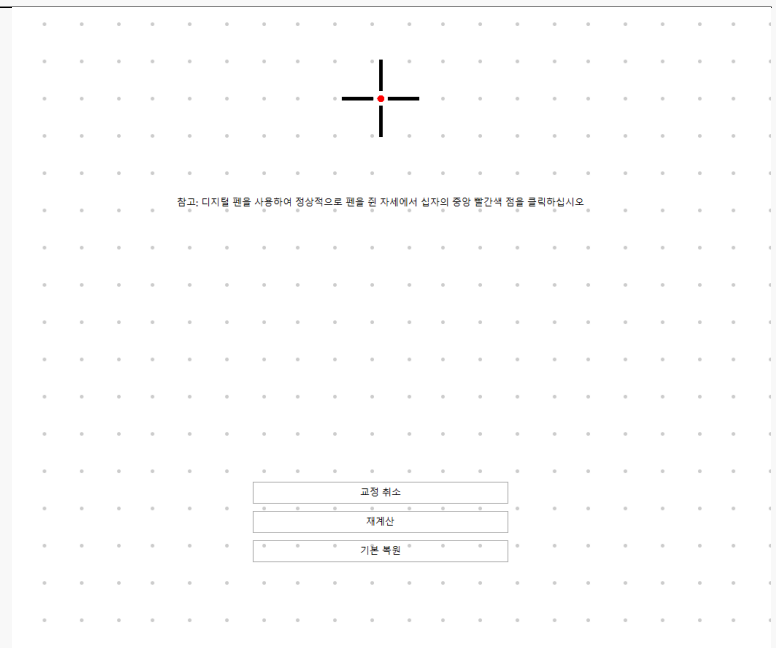 참고: 디지털 펜을 사용하여 정상적으로 펜을 쥔 자세에서 십자의 중앙 빨간색 점을 클릭하십시오
교정 취소
재계산
기본 복원